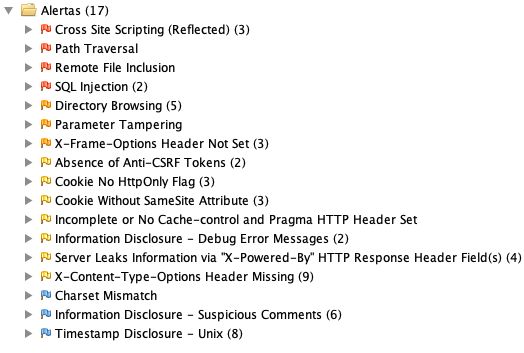 Alertas (17)
Cross Site Scripting (Reflected) (3)
Path Traversal
Remote File Inclusion
SQL Injection (2)
Directory Browsing (5)
Parameter Tampering
X-Frame-Options Header Not Set (3)
Absence of Anti-CSRF Tokens (2)
Cookie No HttpOnly Flag (3)
Cookie Without SameSite Attribute (3)
Incomplete or No Cache-control and Pragma HTTP Header Set
Information Disclosure - Debug Error Messages (2)
Server Leaks Information via "X-Powered-By" HTTP Response Header Field(s) (4)
X-Content-Type-Options Header Missing (9)
Charset Mismatch
Information Disclosure - Suspicious Comments (6)
Timestamp Disclosure - Unix (8)